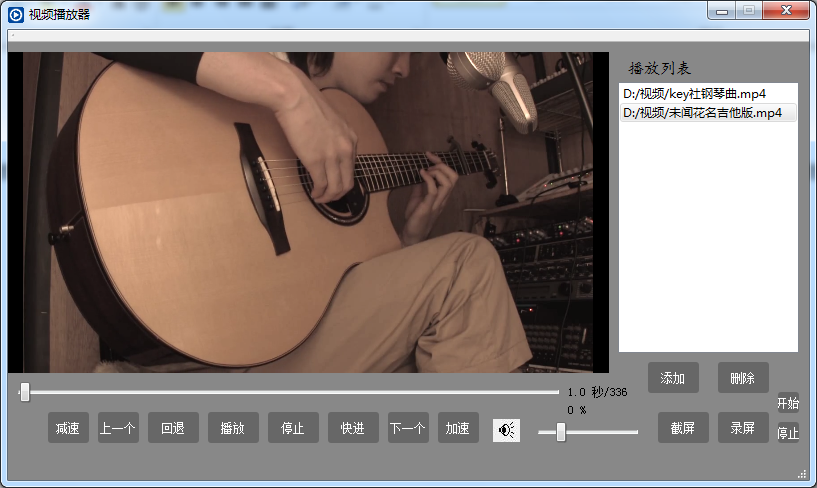 视频播放器
播放列表
D:/视频/key社钢琴曲.mp4
D:/视频/未闻花名吉他版.mp4
添加
删除
1.0 秒/336
0 %
减速
上一个
回退
播放
停止
快进
下一个
加速
截屏
录屏
开始
停止